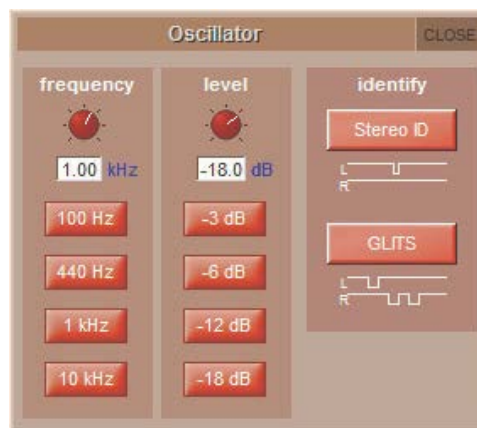 Oscillator
CLOSE
frequency
1.00 kHz
100 Hz
440 Hz
1 kHz
10 kHz
level
-18.0 dB
-3 dB
-6 dB
-12 dB
-18 dB
identify
Stereo ID
L
R
GLITS
L
R